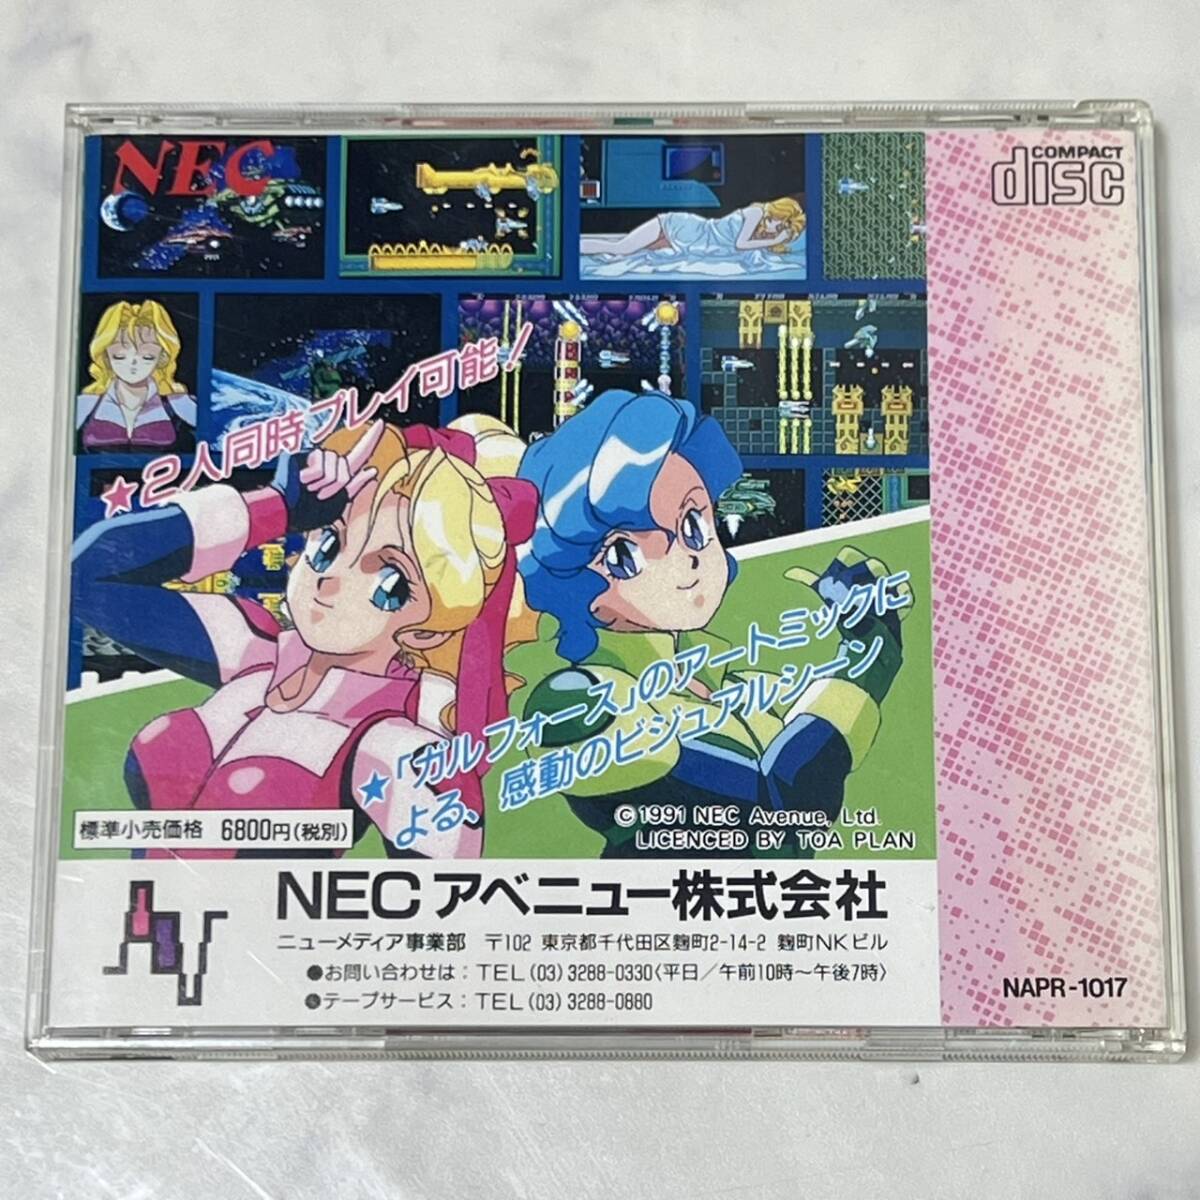 NEC
COMPACT
disc
★2人同時プレイ可能！
★「ガルフォース」のアートミックに
よる、感動のビジュアルシーン
標準小売価格 6800円(税別)
©1991 NEC Avenue, Ltd.
LICENCED BY TOA PLAN
NECアベニュー株式会社
ニューメディア事業部 〒102 東京都千代田区麹町2-14-2 麹町NKビル
●お問い合わせは：TEL (03) 3288-0330〈平日／午前10時～午後7時〉
●テープサービス：TEL (03) 3288-0880
NAPR-1017